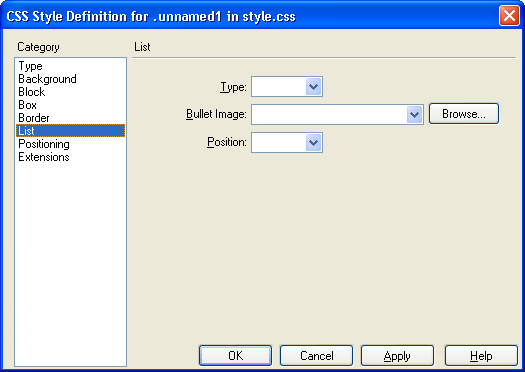 CSS Style Definition for .unnamed1 in style.css
Category
Type
Background
Block
Box
Border
List
Positioning
Extensions
List
Type:
Bullet Image:
Browse...
Position:
OK
Cancel
Apply
Help